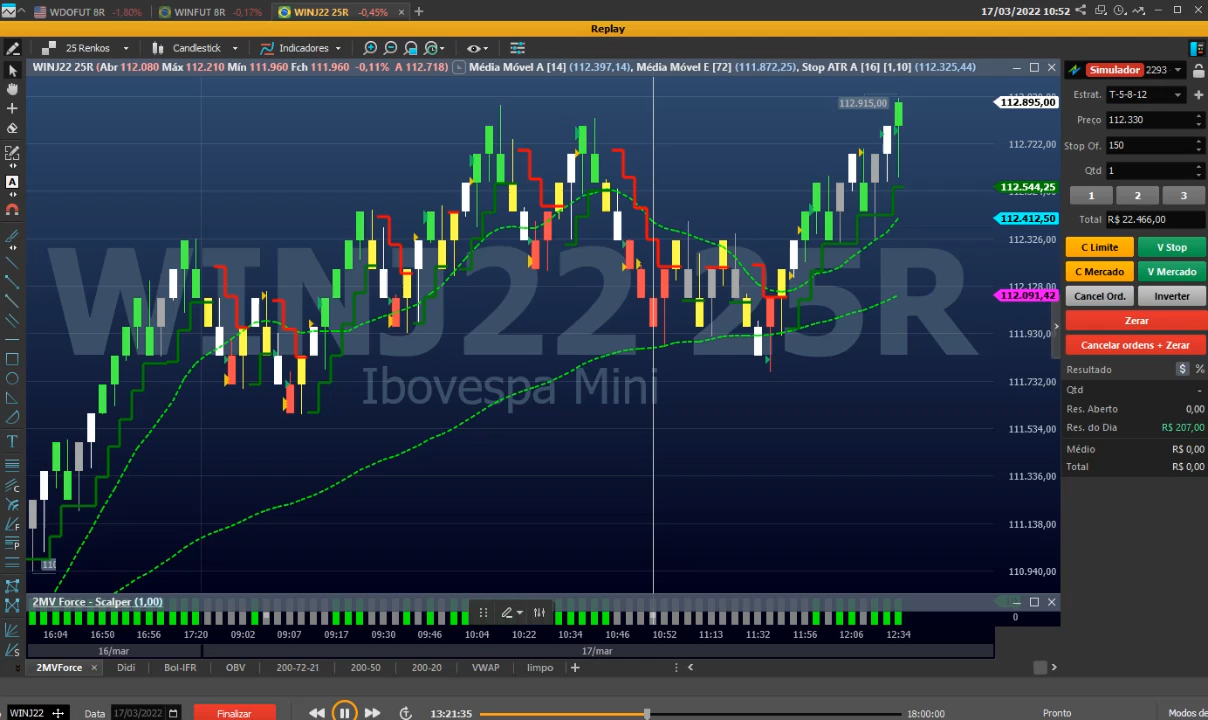 WDOFUT 8R -1,80%
WINFUT 8R -0,17%
WINJ22 25R -0,45%
17/03/2022 10:52
Replay
25 Renkos
Candlestick
Indicadores
WINJ22 25R (Abr 112.080 Máx 112.210 Mín 111.960 Fch 111.960 -0,11% A 112.718) Média Móvel A [14] (112.397,14), Média Móvel E [72] (111.872,25), Stop ATR A [16] [1,10] (112.325,44)
WINJ22 25R
Ibovespa Mini
112.915,00
112.895,00
112.722,00
112.544,25
112.412,50
112.326,00
112.128,00
112.091,42
111.930,00
111.732,00
111.534,00
111.336,00
111.138,00
110.940,00
2MV Force - Scalper (1,00)
0
16:04 16:50 16:56 17:20 09:02 09:07 09:17 09:30 09:46 10:04 10:22 10:34 10:46 10:52 11:13 11:32 11:56 12:06 12:34
16/mar 17/mar
2MVForce Didi Bol-IFR OBV 200-72-21 200-50 200-20 VWAP limpo
WINJ22 Data 17/03/2022 Finalizar 13:21:35 18:00:00 Pronto Modos de
Simulador 2293
Estrat. T-5-8-12
Preço 112.330
Stop Of. 150
Qtd 1
1 2 3
Total R$ 22.466,00
C Limite V Stop
C Mercado V Mercado
Cancel Ord. Inverter
Zerar
Cancelar ordens + Zerar
Resultado $ %
Qtd -
Res. Aberto 0,00
Res. do Dia R$ 207,00
Médio R$ 0,00
Total R$ 0,00